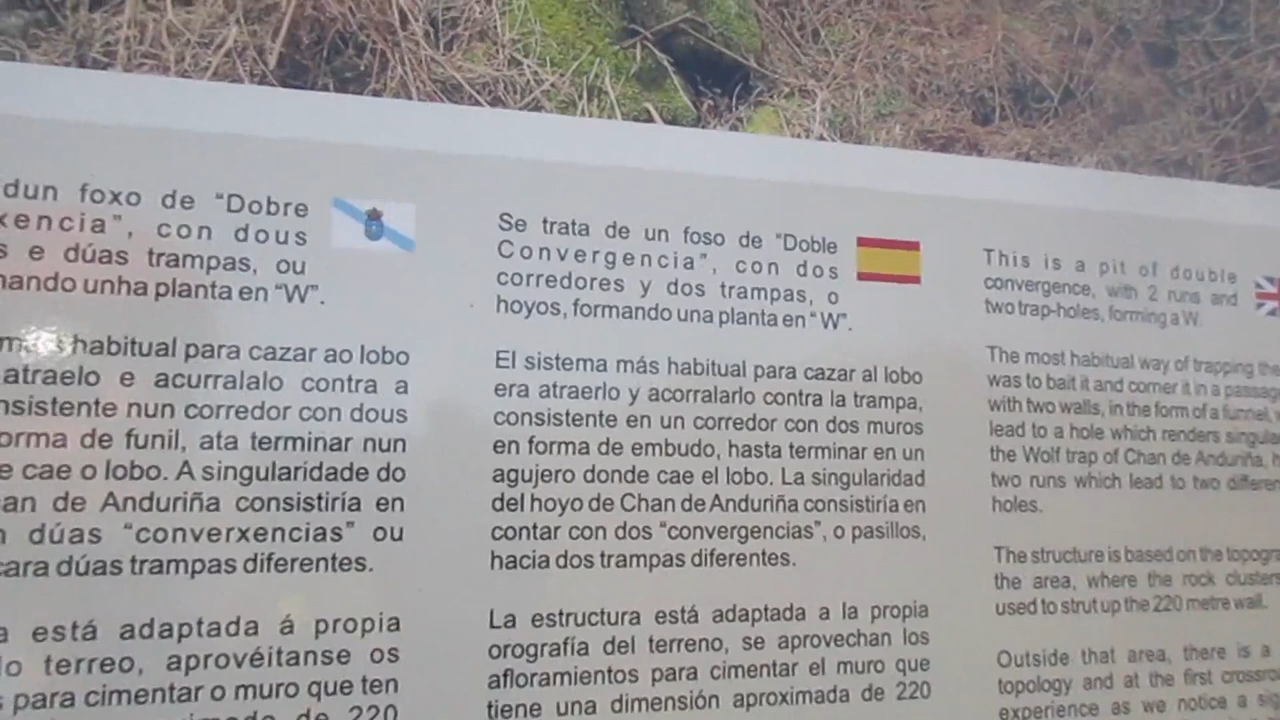 dun foxo de “Dobre
xencia”, con dous
s e dúas trampas, ou
mando unha planta en “W”.
habitual para cazar ao lobo
atraelo e acurralalo contra a
nsistente nun corredor con dous
orma de funil, ata terminar nun
e cae o lobo. A singularidade do
an de Anduriña consistiría en
dúas “converxencias” ou
cara dúas trampas diferentes.
a está adaptada á propia
lo terreo, aprovéitanse os
s para cimentar o muro que ten
de 220
Se trata de un foso de “Doble
Convergencia”, con dos
corredores y dos trampas, o
hoyos, formando una planta en “W”.
El sistema más habitual para cazar al lobo
era atraerlo y acorralarlo contra la trampa,
consistente en un corredor con dos muros
en forma de embudo, hasta terminar en un
agujero donde cae el lobo. La singularidad
del hoyo de Chan de Anduriña consistiría en
contar con dos “convergencias”, o pasillos,
hacia dos trampas diferentes.
La estructura está adaptada a la propia
orografía del terreno, se aprovechan los
afloramientos para cimentar el muro que
tiene una dimensión aproximada de 220
This is a pit of double
convergence, with 2 runs and
two trap-holes, forming a W.
The most habitual way of trapping the
was to bait it and corner it in a passag
with two walls, in the form of a funnel,
lead to a hole which renders singula
the Wolf trap of Chan de Anduriña, h
two runs which lead to two differen
holes.
The structure is based on the topogra
the area, where the rock clusters
used to strut up the 220 metre wall.
Outside that area, there is a
topology and at the first crossro
experience as we notice a sig